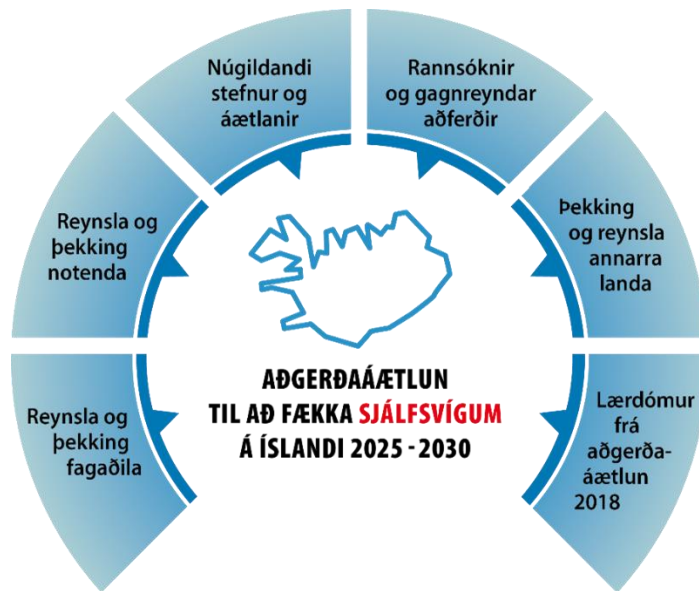 Núgildandi
stefnur og
áætlanir
Rannsóknir
og gagnreyndar
aðferðir
Reynsla og
þekking
notenda
Þekking
og reynsla
annarra
landa
Reynsla og
þekking
fagaðila
Lærdómur
frá
aðgerða-
áætlun
2018
AÐGERÐAÁÆTLUN
TIL AÐ FÆKKA SJÁLFSVÍGUM
Á ÍSLANDI 2025 - 2030